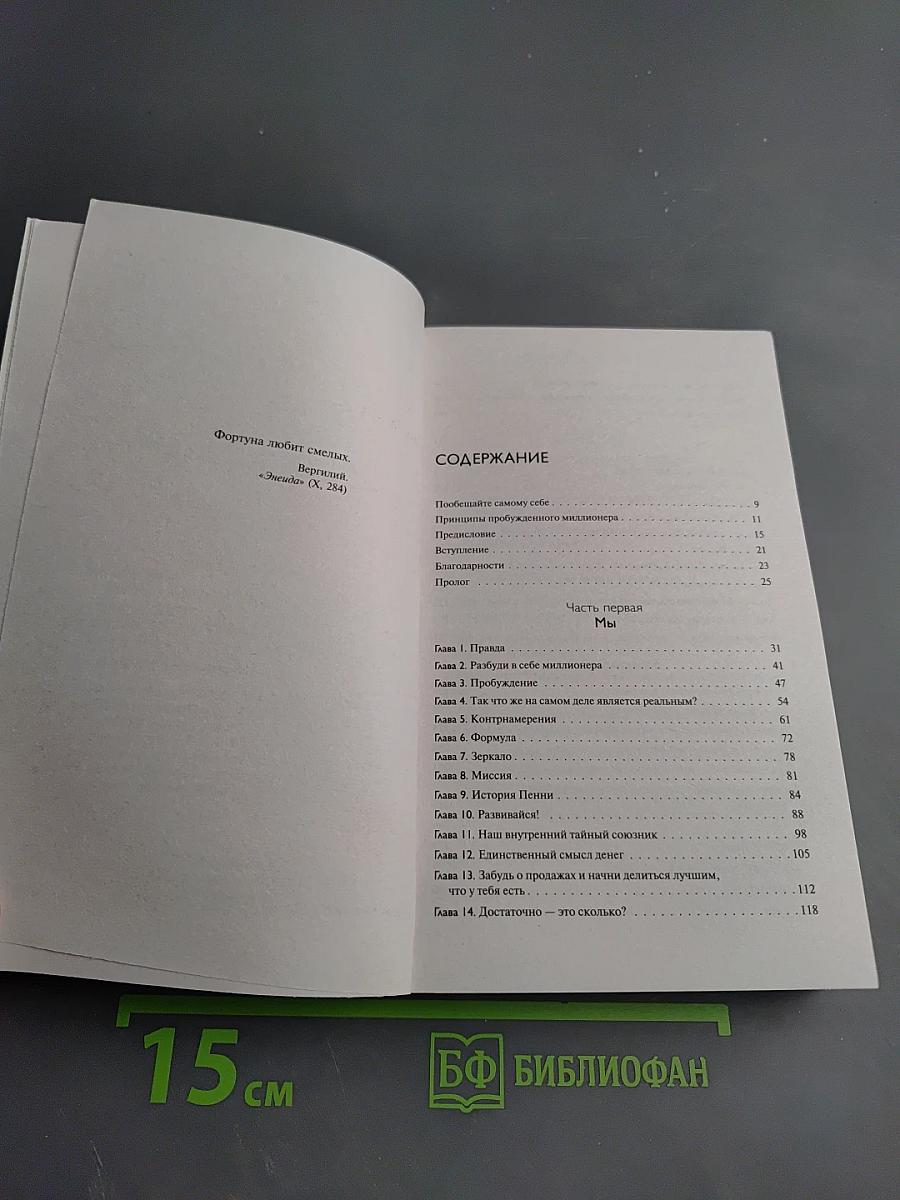 Фортуна любит смелых.
Вергилий.
«Энеида» (X, 284)
СОДЕРЖАНИЕ
Пообещайте самому себе . . . . . . . . . . . . . . . . . . . . . . . . . . . . 9
Принципы пробужденного миллионера . . . . . . . . . . . . . . . . . . 11
Предисловие . . . . . . . . . . . . . . . . . . . . . . . . . . . . . . . . . . . . 15
Вступление . . . . . . . . . . . . . . . . . . . . . . . . . . . . . . . . . . . . . 21
Благодарности . . . . . . . . . . . . . . . . . . . . . . . . . . . . . . . . . . . 23
Пролог . . . . . . . . . . . . . . . . . . . . . . . . . . . . . . . . . . . . . . . . 25
Часть первая
Мы
Глава 1. Правда . . . . . . . . . . . . . . . . . . . . . . . . . . . . . . . . . . 31
Глава 2. Разбуди в себе миллионера . . . . . . . . . . . . . . . . . . . . 41
Глава 3. Пробуждение . . . . . . . . . . . . . . . . . . . . . . . . . . . . . . 47
Глава 4. Так что же на самом деле является реальным? . . . . . . . . . 54
Глава 5. Контрнамерения . . . . . . . . . . . . . . . . . . . . . . . . . . . . 61
Глава 6. Формула . . . . . . . . . . . . . . . . . . . . . . . . . . . . . . . . . 72
Глава 7. Зеркало . . . . . . . . . . . . . . . . . . . . . . . . . . . . . . . . . . 78
Глава 8. Миссия . . . . . . . . . . . . . . . . . . . . . . . . . . . . . . . . . . 81
Глава 9. История Пенни . . . . . . . . . . . . . . . . . . . . . . . . . . . . . 84
Глава 10. Развивайся! . . . . . . . . . . . . . . . . . . . . . . . . . . . . . . 88
Глава 11. Наш внутренний тайный союзник . . . . . . . . . . . . . . . . 98
Глава 12. Единственный смысл денег . . . . . . . . . . . . . . . . . . . 105
Глава 13. Забудь о продажах и начни делиться лучшим,
что у тебя есть . . . . . . . . . . . . . . . . . . . . . . . . . . . . . . . . . . 112
Глава 14. Достаточно — это сколько? . . . . . . . . . . . . . . . . . . . 118
15 см
БФ БИБЛИОФАН